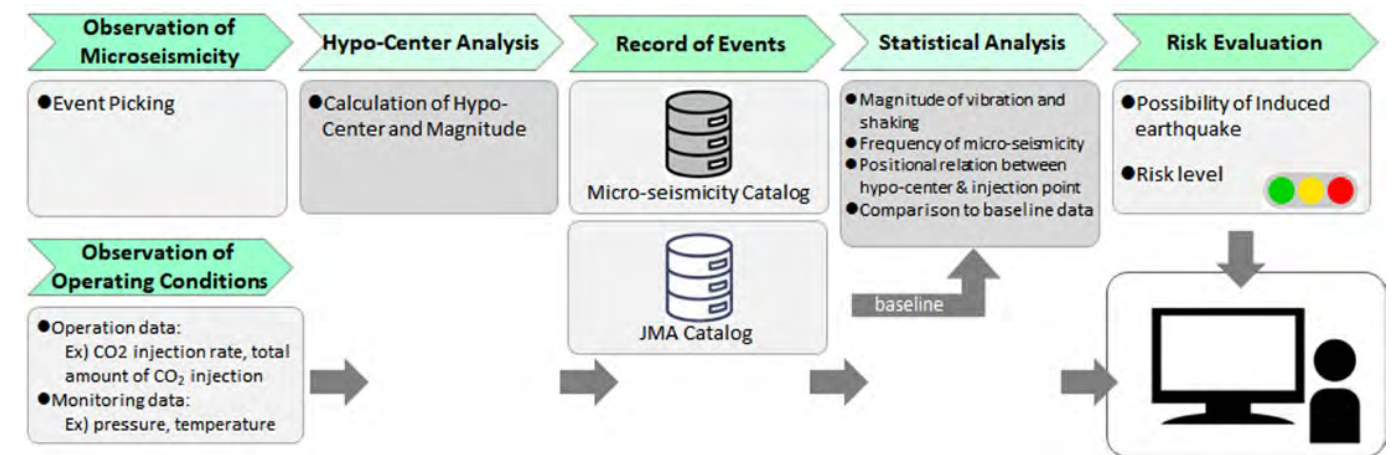 Observation of
Microseismicity
Hypo-Center Analysis
Record of Events
Statistical Analysis
Risk Evaluation
●Event Picking
●Calculation of Hypo-
Center and Magnitude
Micro-seismicity Catalog
JMA Catalog
●Magnitude of vibration and
shaking
●Frequency of micro-seismicity
●Positional relation between
hypo-center & injection point
●Comparison to baseline data
baseline
●Possibility of Induced
earthquake
●Risk level
Observation of
Operating Conditions
●Operation data:
Ex) CO2 injection rate, total
amount of CO₂ injection
●Monitoring data:
Ex) pressure, temperature